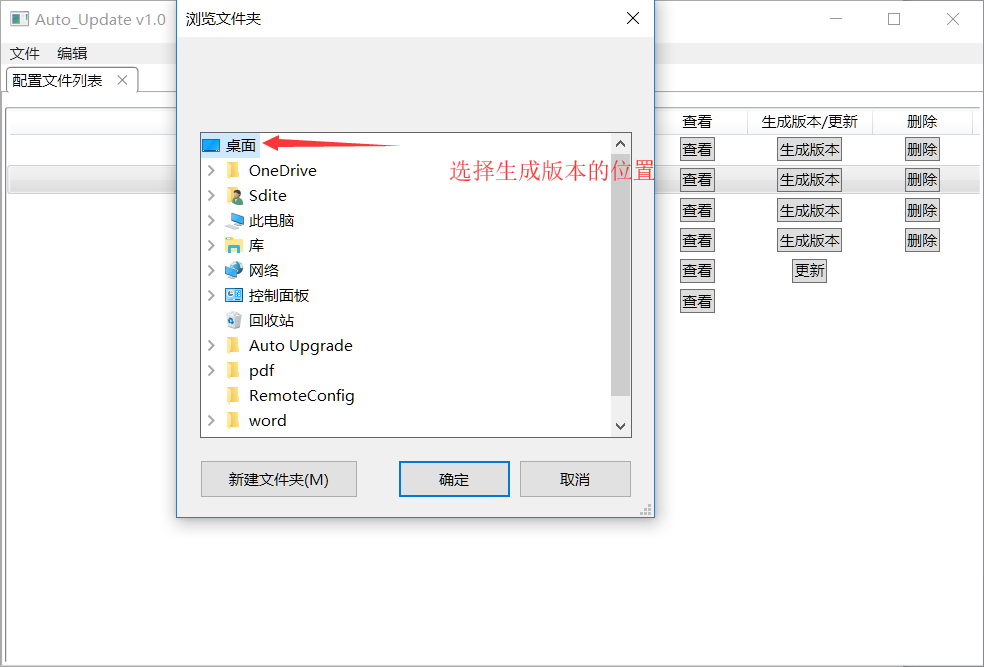 Auto_Update v1.0
文件 编辑
配置文件列表
浏览文件夹
桌面
OneDrive
Sdite
此电脑
库
网络
控制面板
回收站
Auto Upgrade
pdf
RemoteConfig
word
新建文件夹(M) 确定 取消
选择生成版本的位置
查看 生成版本/更新 删除
查看 生成版本 删除
查看 生成版本 删除
查看 生成版本 删除
查看 生成版本 删除
查看 更新
查看